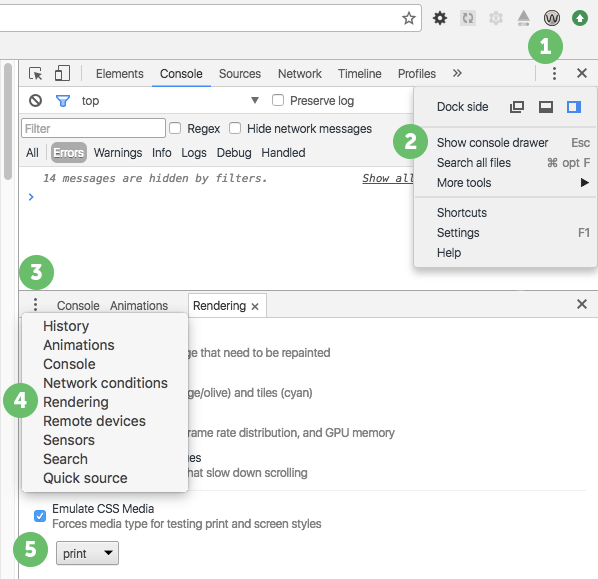 1
Elements Console Sources Network Timeline Profiles »
top Preserve log
Dock side
Filter Regex Hide network messages
2
Show console drawer Esc
All Errors Warnings Info Logs Debug Handled
Search all files ⌘ opt F
14 messages are hidden by filters. Show all
More tools
Shortcuts
Settings F1
Help
3
Console Animations Rendering ×
History
Animations
ge that need to be repainted
Console
Network conditions
ge/olive) and tiles (cyan)
4
Rendering
Remote devices
rame rate distribution, and GPU memory
Sensors
Search
es
hat slow down scrolling
Quick source
Emulate CSS Media
Forces media type for testing print and screen styles
5
print